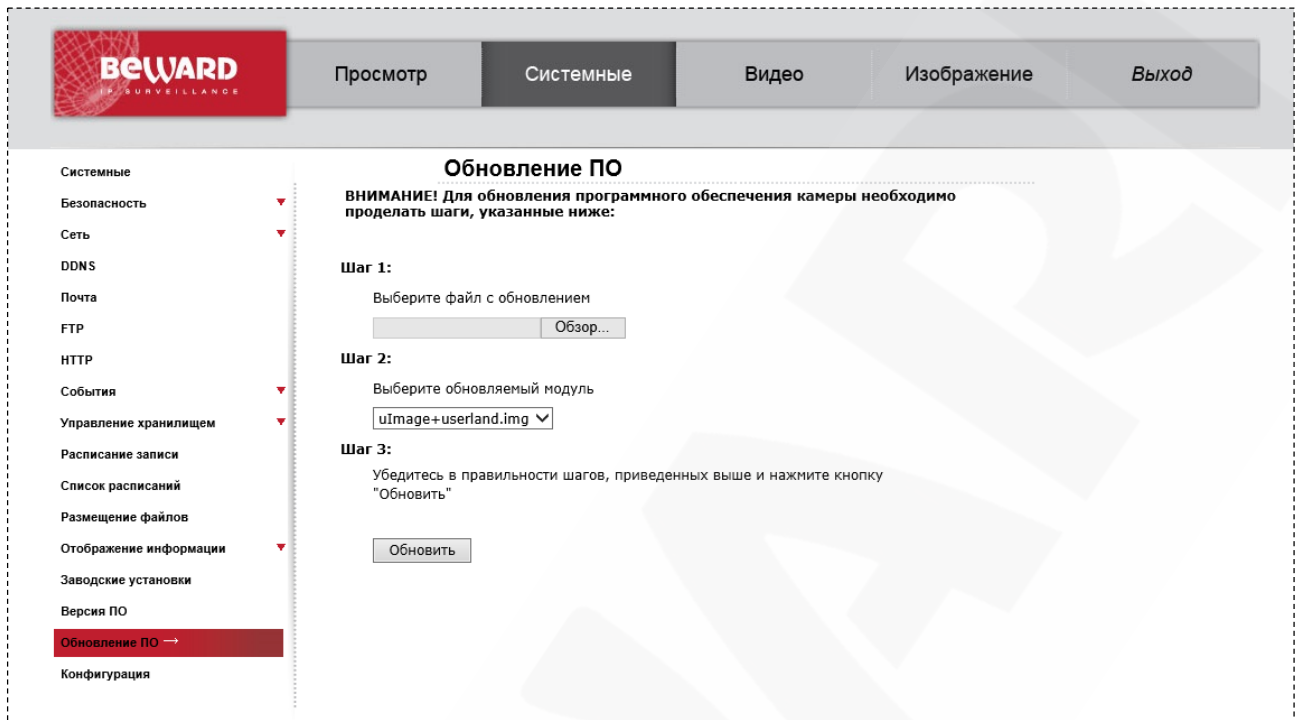 BEWARD
IP SURVEILLANCE
Просмотр
Системные
Видео
Изображение
Выход
Системные
Безопасность
Сеть
DDNS
Почта
FTP
HTTP
События
Управление хранилищем
Расписание записи
Список расписаний
Размещение файлов
Отображение информации
Заводские установки
Версия ПО
Обновление ПО →
Конфигурация
Обновление ПО
ВНИМАНИЕ! Для обновления программного обеспечения камеры необходимо
проделать шаги, указанные ниже:
Шаг 1:
Выберите файл с обновлением
Обзор...
Шаг 2:
Выберите обновляемый модуль
uImage+userland.img
Шаг 3:
Убедитесь в правильности шагов, приведенных выше и нажмите кнопку
"Обновить"
Обновить